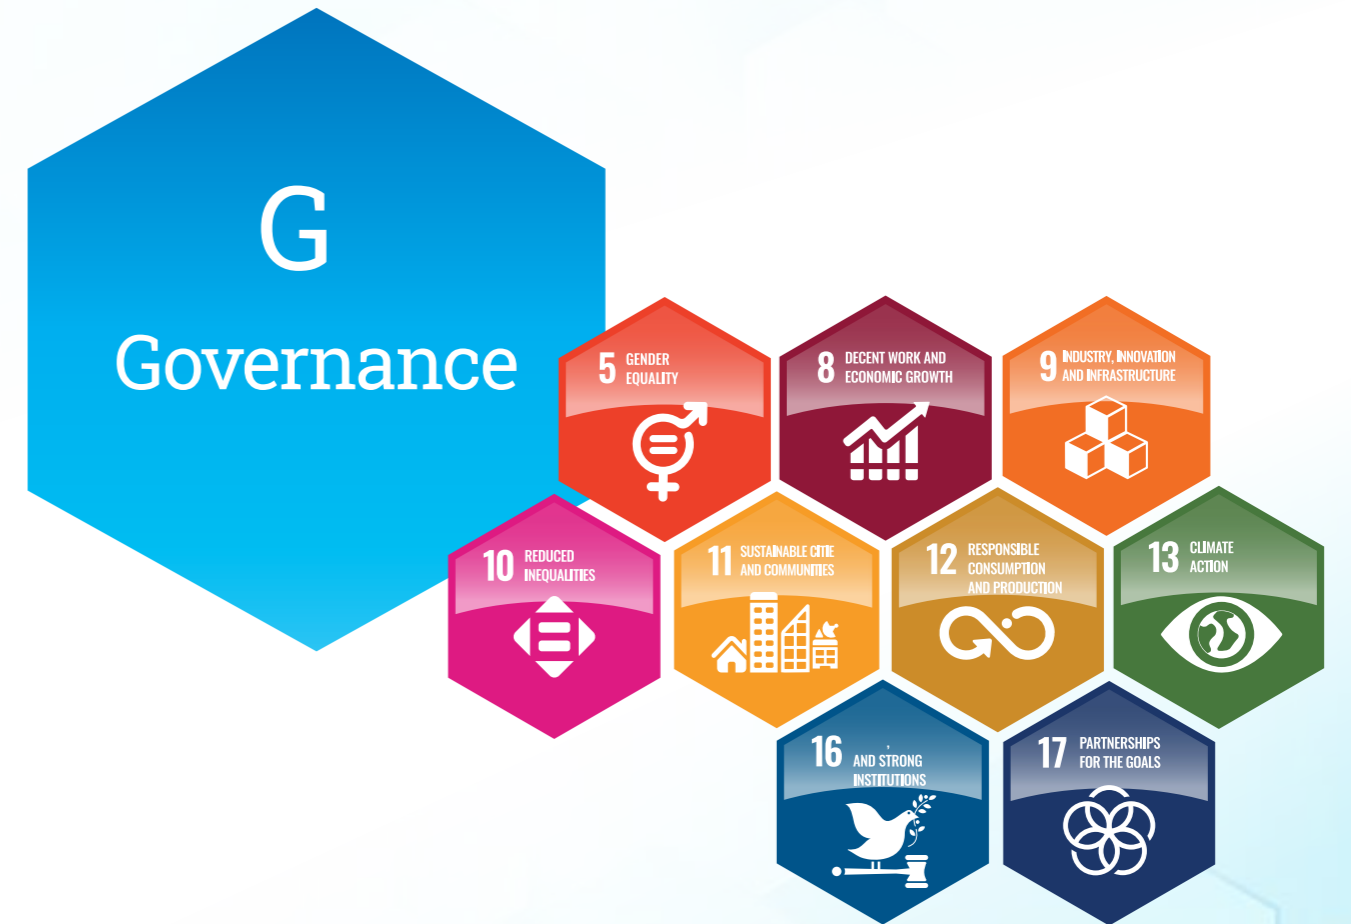 G
Governance
5 GENDER
EQUALITY
8 DECENT WORK AND
ECONOMIC GROWTH
9 INDUSTRY, INNOVATION
AND INFRASTRUCTURE
10 REDUCED
INEQUALITIES
11 SUSTAINABLE CITIE
AND COMMUNITIES
12 RESPONSIBLE
CONSUMPTION
AND PRODUCTION
13 CLIMATE
ACTION
16 ,
AND STRONG
INSTITUTIONS
17 PARTNERSHIPS
FOR THE GOALS